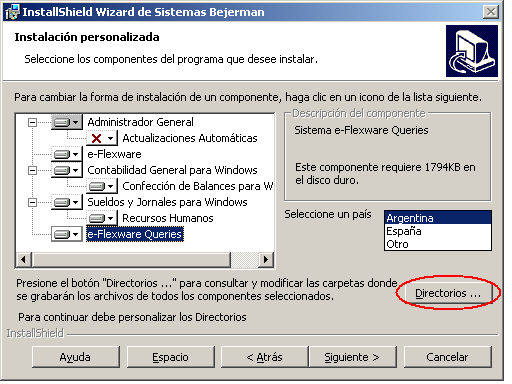 InstallShield Wizard de Sistemas Bejerman
Instalación personalizada
Seleccione los componentes del programa que desee instalar.
Para cambiar la forma de instalación de un componente, haga clic en un icono de la lista siguiente.
Administrador General
Actualizaciones Automáticas
e-Flexware
Contabilidad General para Windows
Confección de Balances para W
Sueldos y Jornales para Windows
Recursos Humanos
e-Flexware Queries
Descripción del componente
Sistema e-Flexware Queries
Este componente requiere 1794KB en
el disco duro.
Seleccione un país
Argentina
España
Otro
Presione el botón "Directorios ..." para consultar y modificar las carpetas donde
se grabarán los archivos de todos los componentes seleccionados.
Directorios ...
Para continuar debe personalizar los Directorios
InstallShield
Ayuda
Espacio
< Atrás
Siguiente >
Cancelar